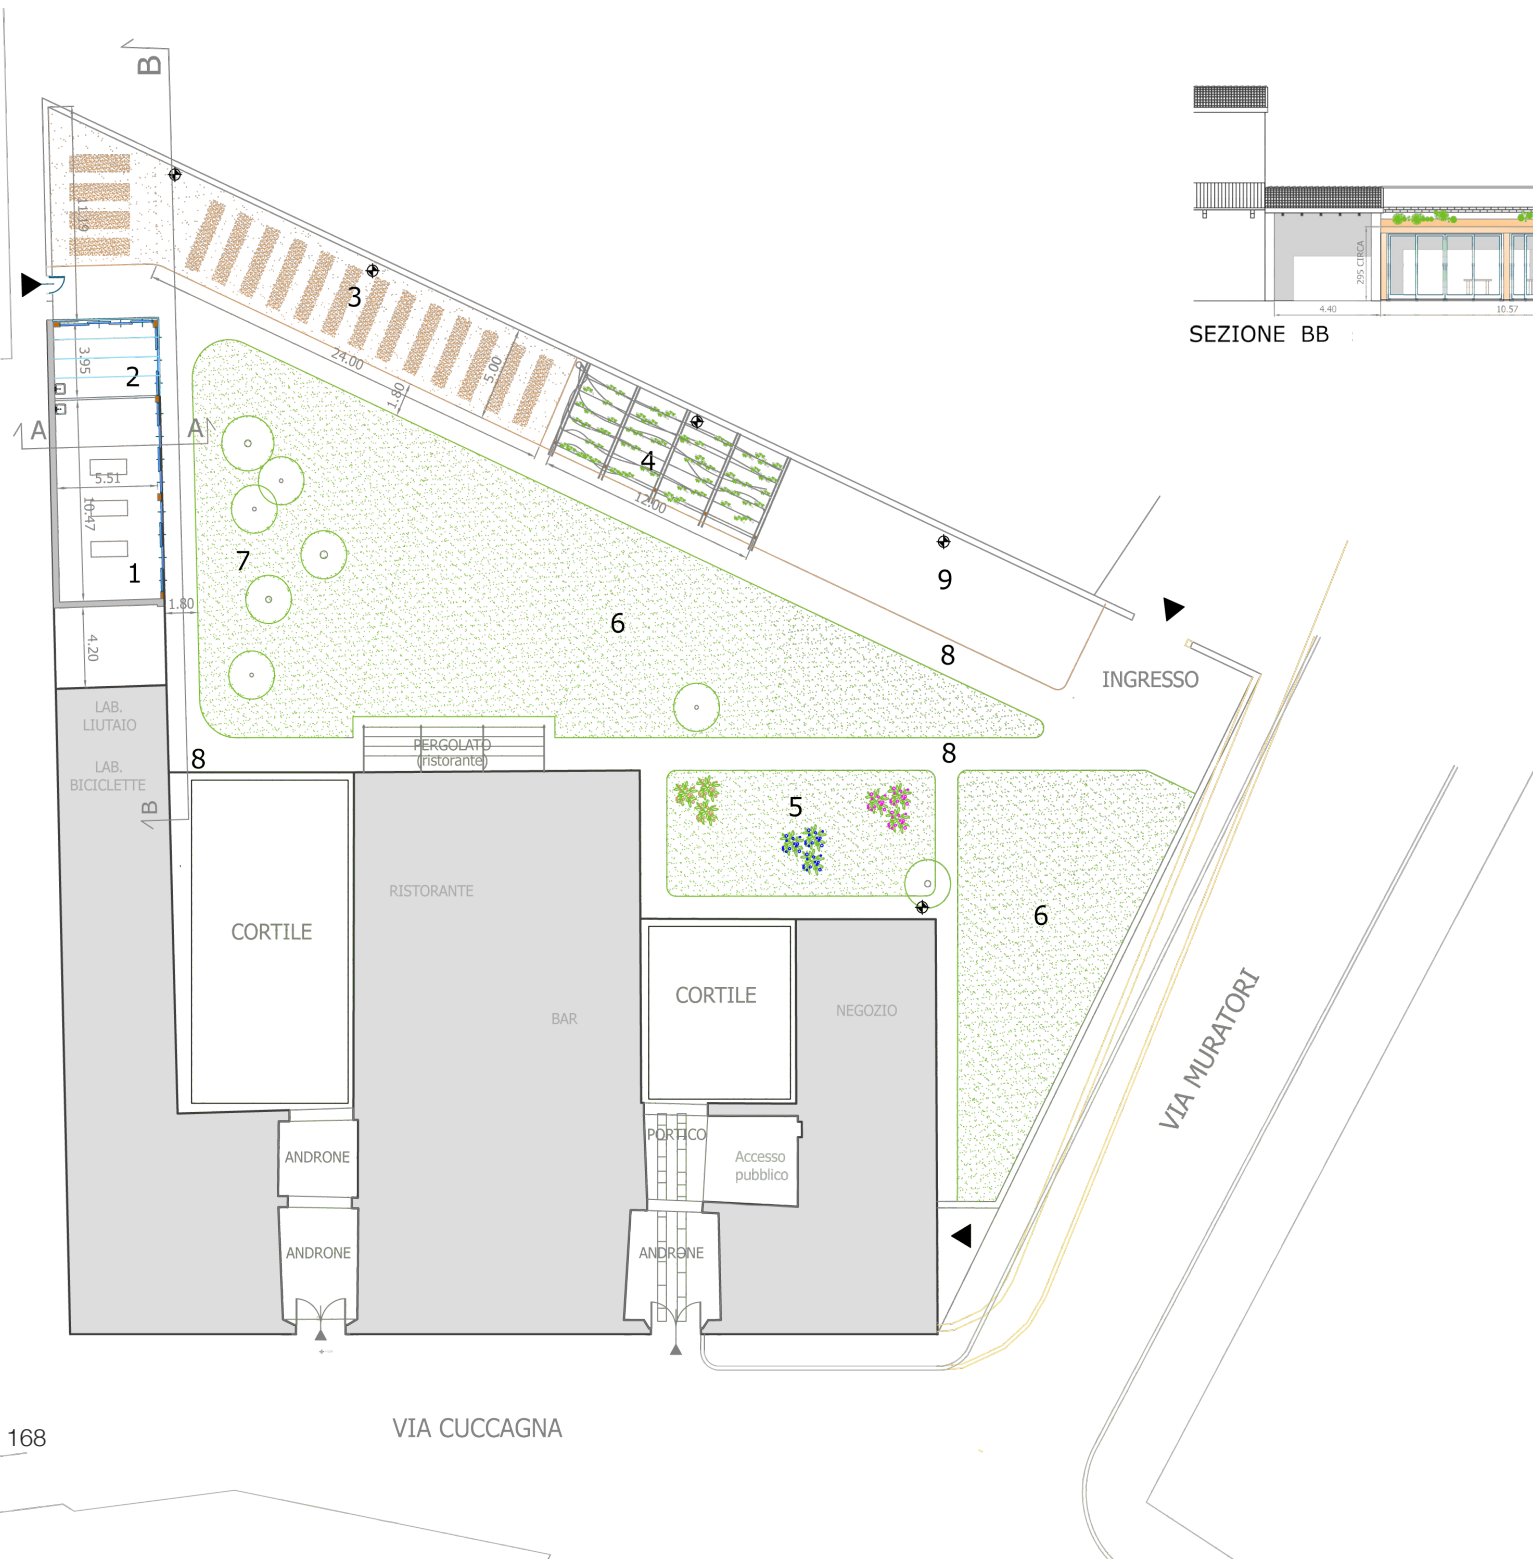 B
11.19
3
24.00
1.80
5.00
3.95
2
A
A
5.51
10.47
1
1.80
4.20
4
12.00
7
6
9
8
INGRESSO
295 CIRCA
4.40
10.57
SEZIONE BB
LAB.
LIUTAIO
LAB.
BICICLETTE
8
B
PERGOLATO
(ristorante)
8
5
6
RISTORANTE
CORTILE
CORTILE
BAR
NEGOZIO
PORTICO
Accesso
pubblico
ANDRONE
ANDRONE
ANDRONE
VIA MURATORI
VIA CUCCAGNA
168